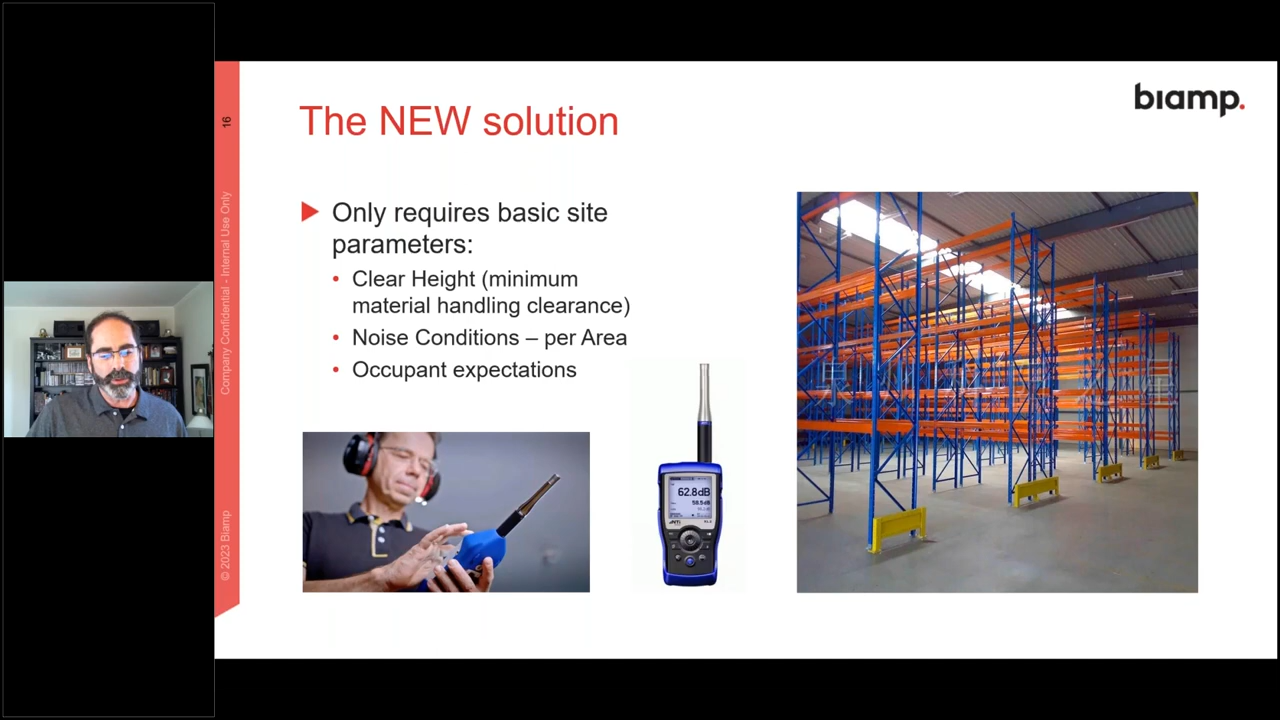 biamp.
The NEW solution
16
Company Confidential - Internal Use Only
© 2023 Biamp
Only requires basic site
parameters:
• Clear Height (minimum
material handling clearance)
• Noise Conditions – per Area
• Occupant expectations
62.8dB